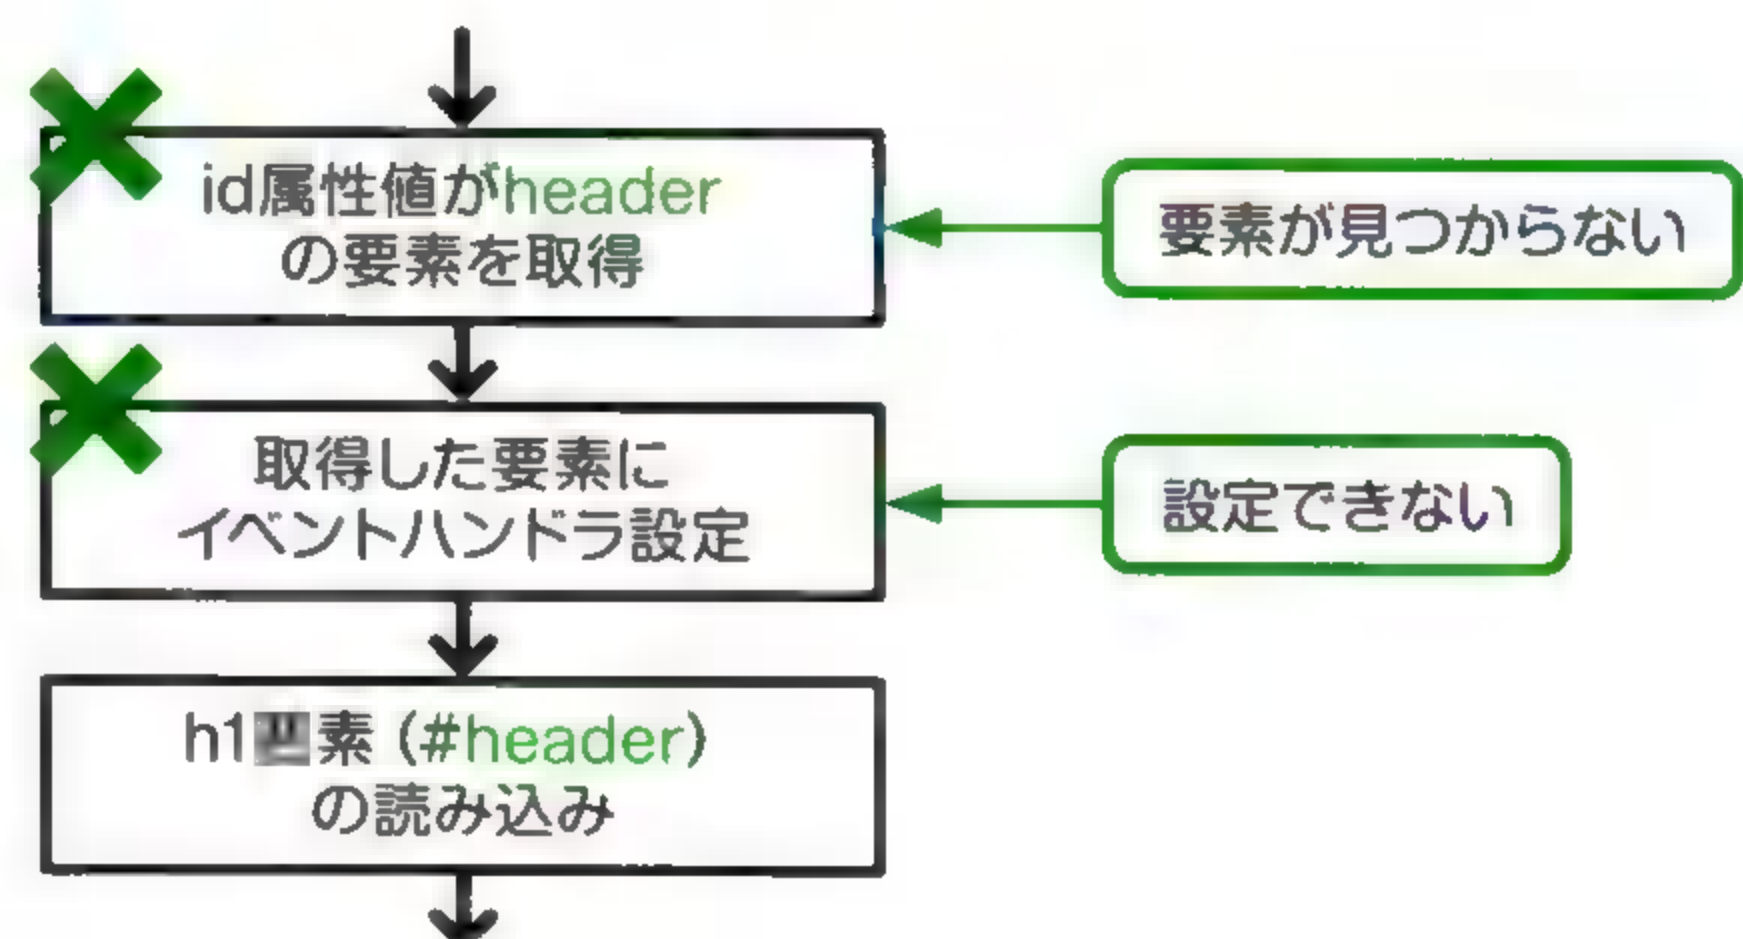 id属性値がheader
の要素を取得
要素が見つからない
取得した要素に
イベントハンドラ設定
設定できない
h1要素 (#header)
の読み込み